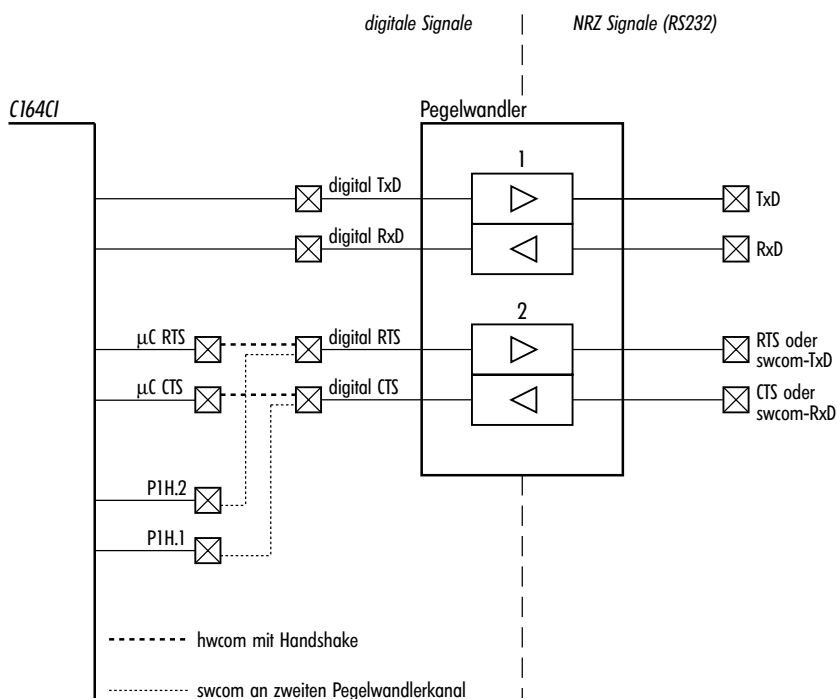 digitale Signale
NRZ Signale (RS232)
C164CI
Pegelwandler
1
digital TxD
TxD
digital RxD
RxD
2
µC RTS
digital RTS
RTS oder
swcom-TxD
µC CTS
digital CTS
CTS oder
swcom-RxD
P1H.2
P1H.1
hwcom mit Handshake
swcom an zweiten Pegelwandlerkanal